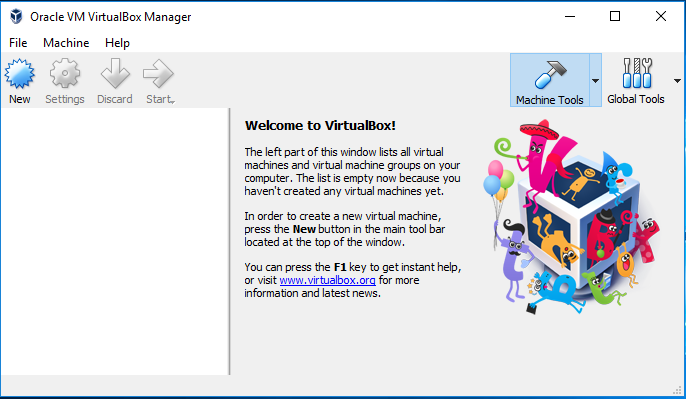 Oracle VM VirtualBox Manager
File Machine Help
New Settings Discard Start
Machine Tools Global Tools
Welcome to VirtualBox!
The left part of this window lists all virtual
machines and virtual machine groups on your
computer. The list is empty now because you
haven't created any virtual machines yet.
In order to create a new virtual machine,
press the New button in the main tool bar
located at the top of the window.
You can press the F1 key to get instant help,
or visit www.virtualbox.org for more
information and latest news.